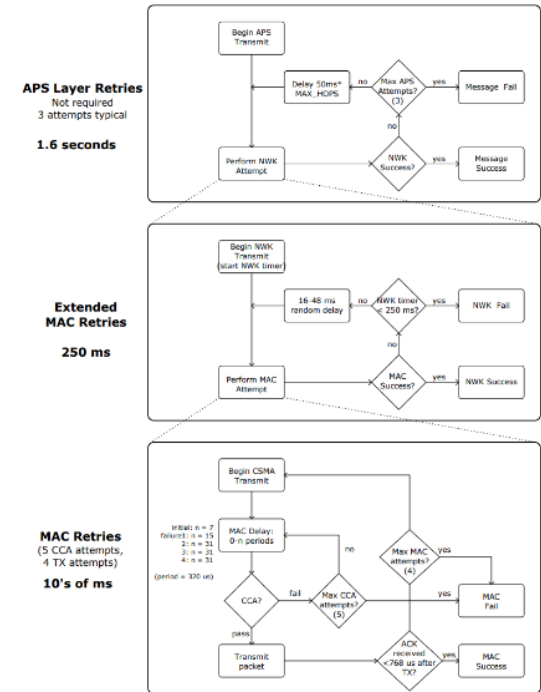 APS Layer Retries
Not required
3 attempts typical
1.6 seconds
Begin APS
Transmit
Delay 50ms*
MAX_HOPS
no
Max APS
Attempts?
(3)
yes
Message Fail
no
Perform NWK
Attempt
NWK
Success?
yes
Message
Success
Extended
MAC Retries
250 ms
Begin NWK
Transmit
(start NWK timer)
16-48 ms
random delay
no
NWK timer
< 250 ms?
yes
NWK Fail
no
Perform MAC
Attempt
MAC
Success?
yes
NWK Success
MAC Retries
(5 CCA attempts,
4 TX attempts)
10's of ms
Begin CSMA
Transmit
initial: n = 7
failure1: n = 15
2: n = 31
3: n = 31
4: n = 31
(period = 320 us)
MAC Delay:
0-n periods
no
Max MAC
attempts?
(4)
yes
CCA?
fail
Max CCA
attempts?
(5)
yes
MAC
Fail
pass
Transmit
packet
ACK
received
<768 us after
TX?
yes
MAC
Success